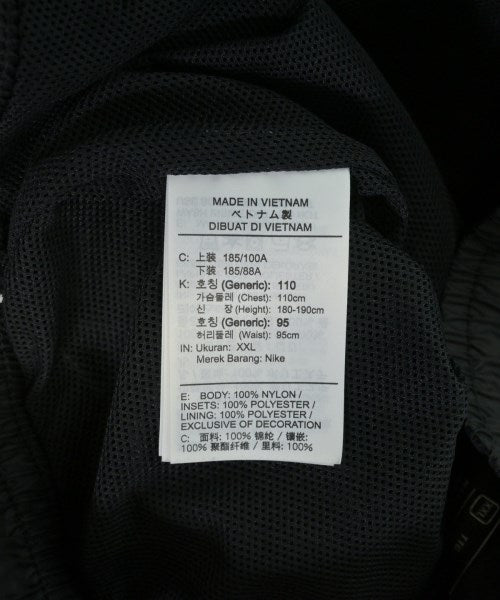 MADE IN VIETNAM
ベトナム製
DIBUAT DI VIETNAM
C: 上装 185/100A
下装 185/88A
K: 호칭 (Generic): 110
가슴둘레 (Chest): 110cm
신 장 (Height): 180-190cm
호칭 (Generic): 95
허리둘레 (Waist): 95cm
IN: Ukuran: XXL
Merek Barang: Nike
E: BODY: 100% NYLON /
INSETS: 100% POLYESTER /
LINING: 100% POLYESTER /
EXCLUSIVE OF DECORATION
C: 面料: 100% 锦纶 / 镶嵌:
100% 聚酯纤维 / 里料: 100%